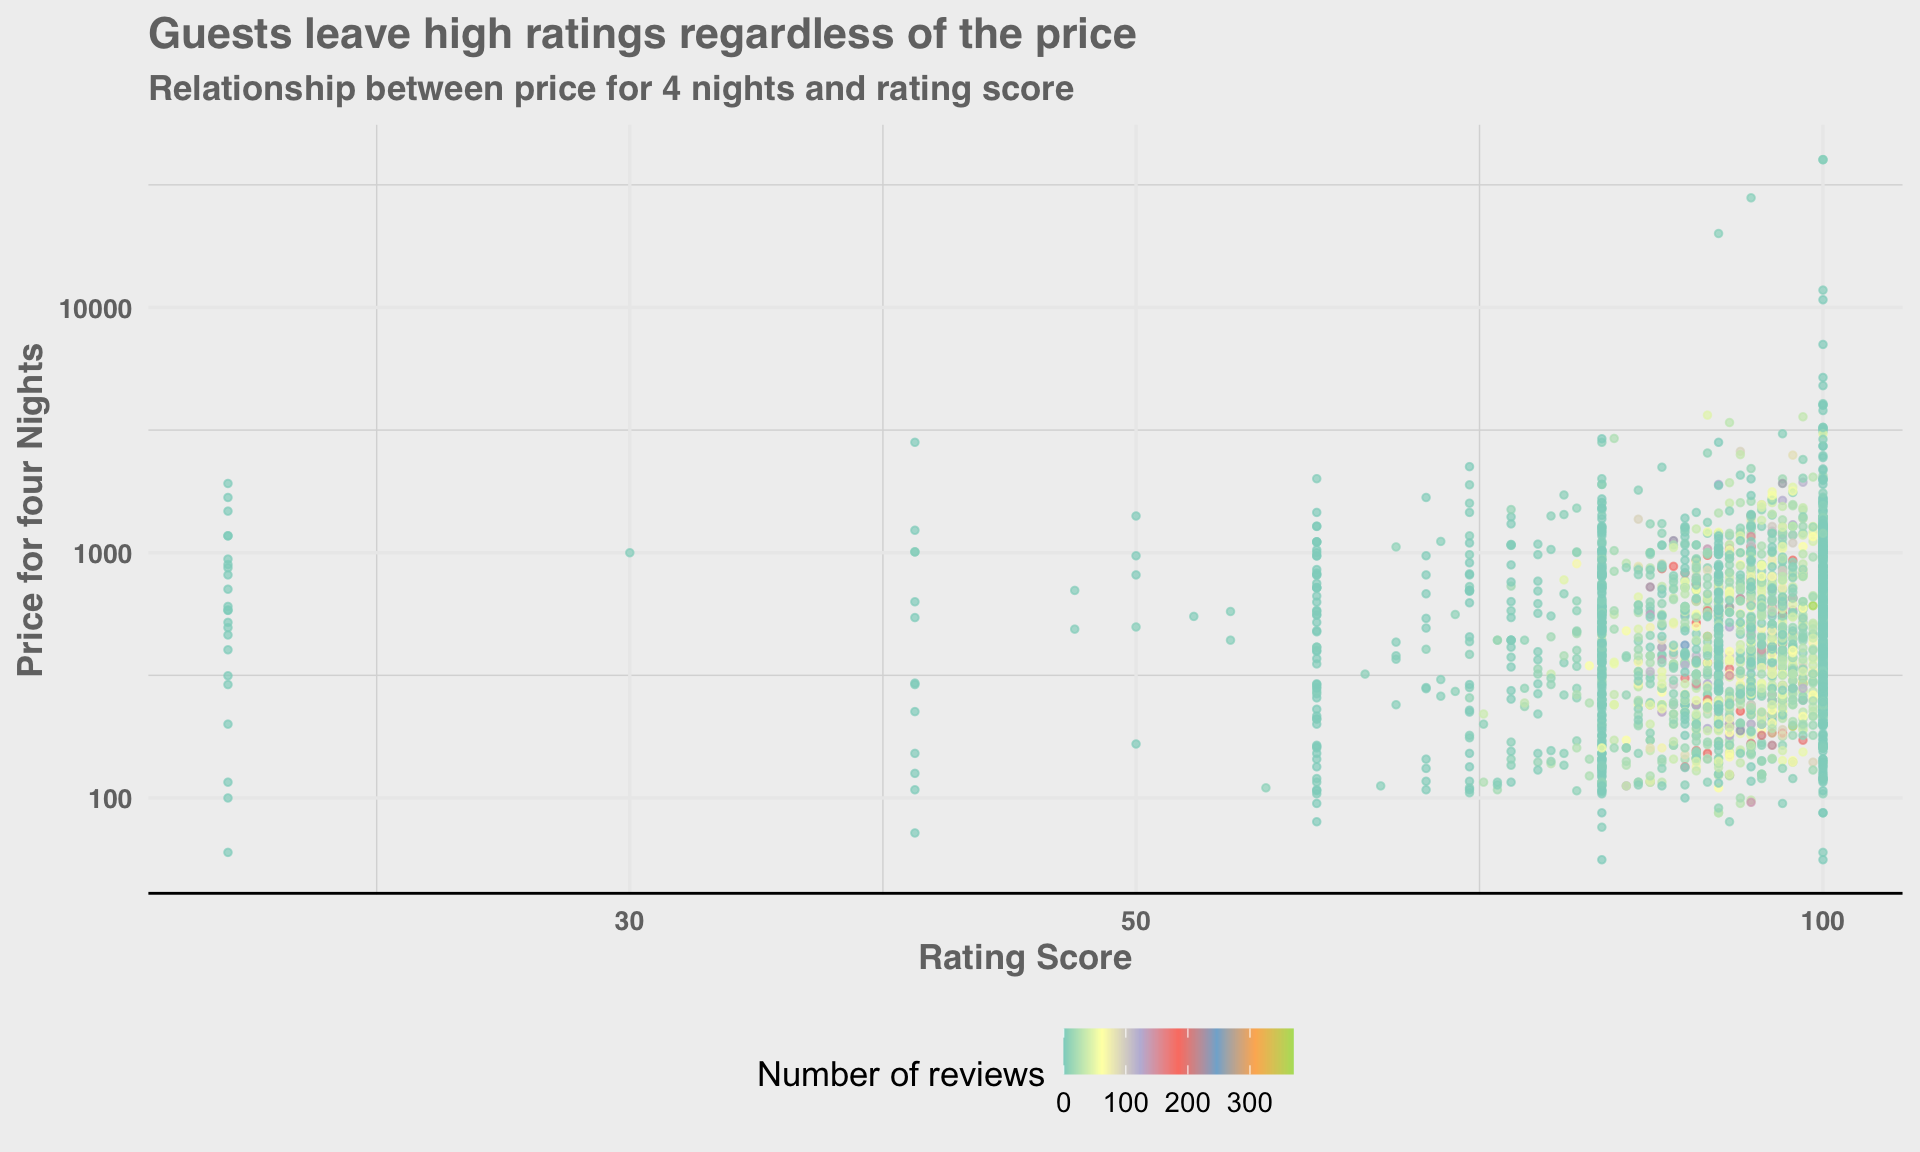 Guests leave high ratings regardless of the price
Relationship between price for 4 nights and rating score
Price for four Nights
10000
1000
100
30 50 100
Rating Score
Number of reviews
0 100 200 300